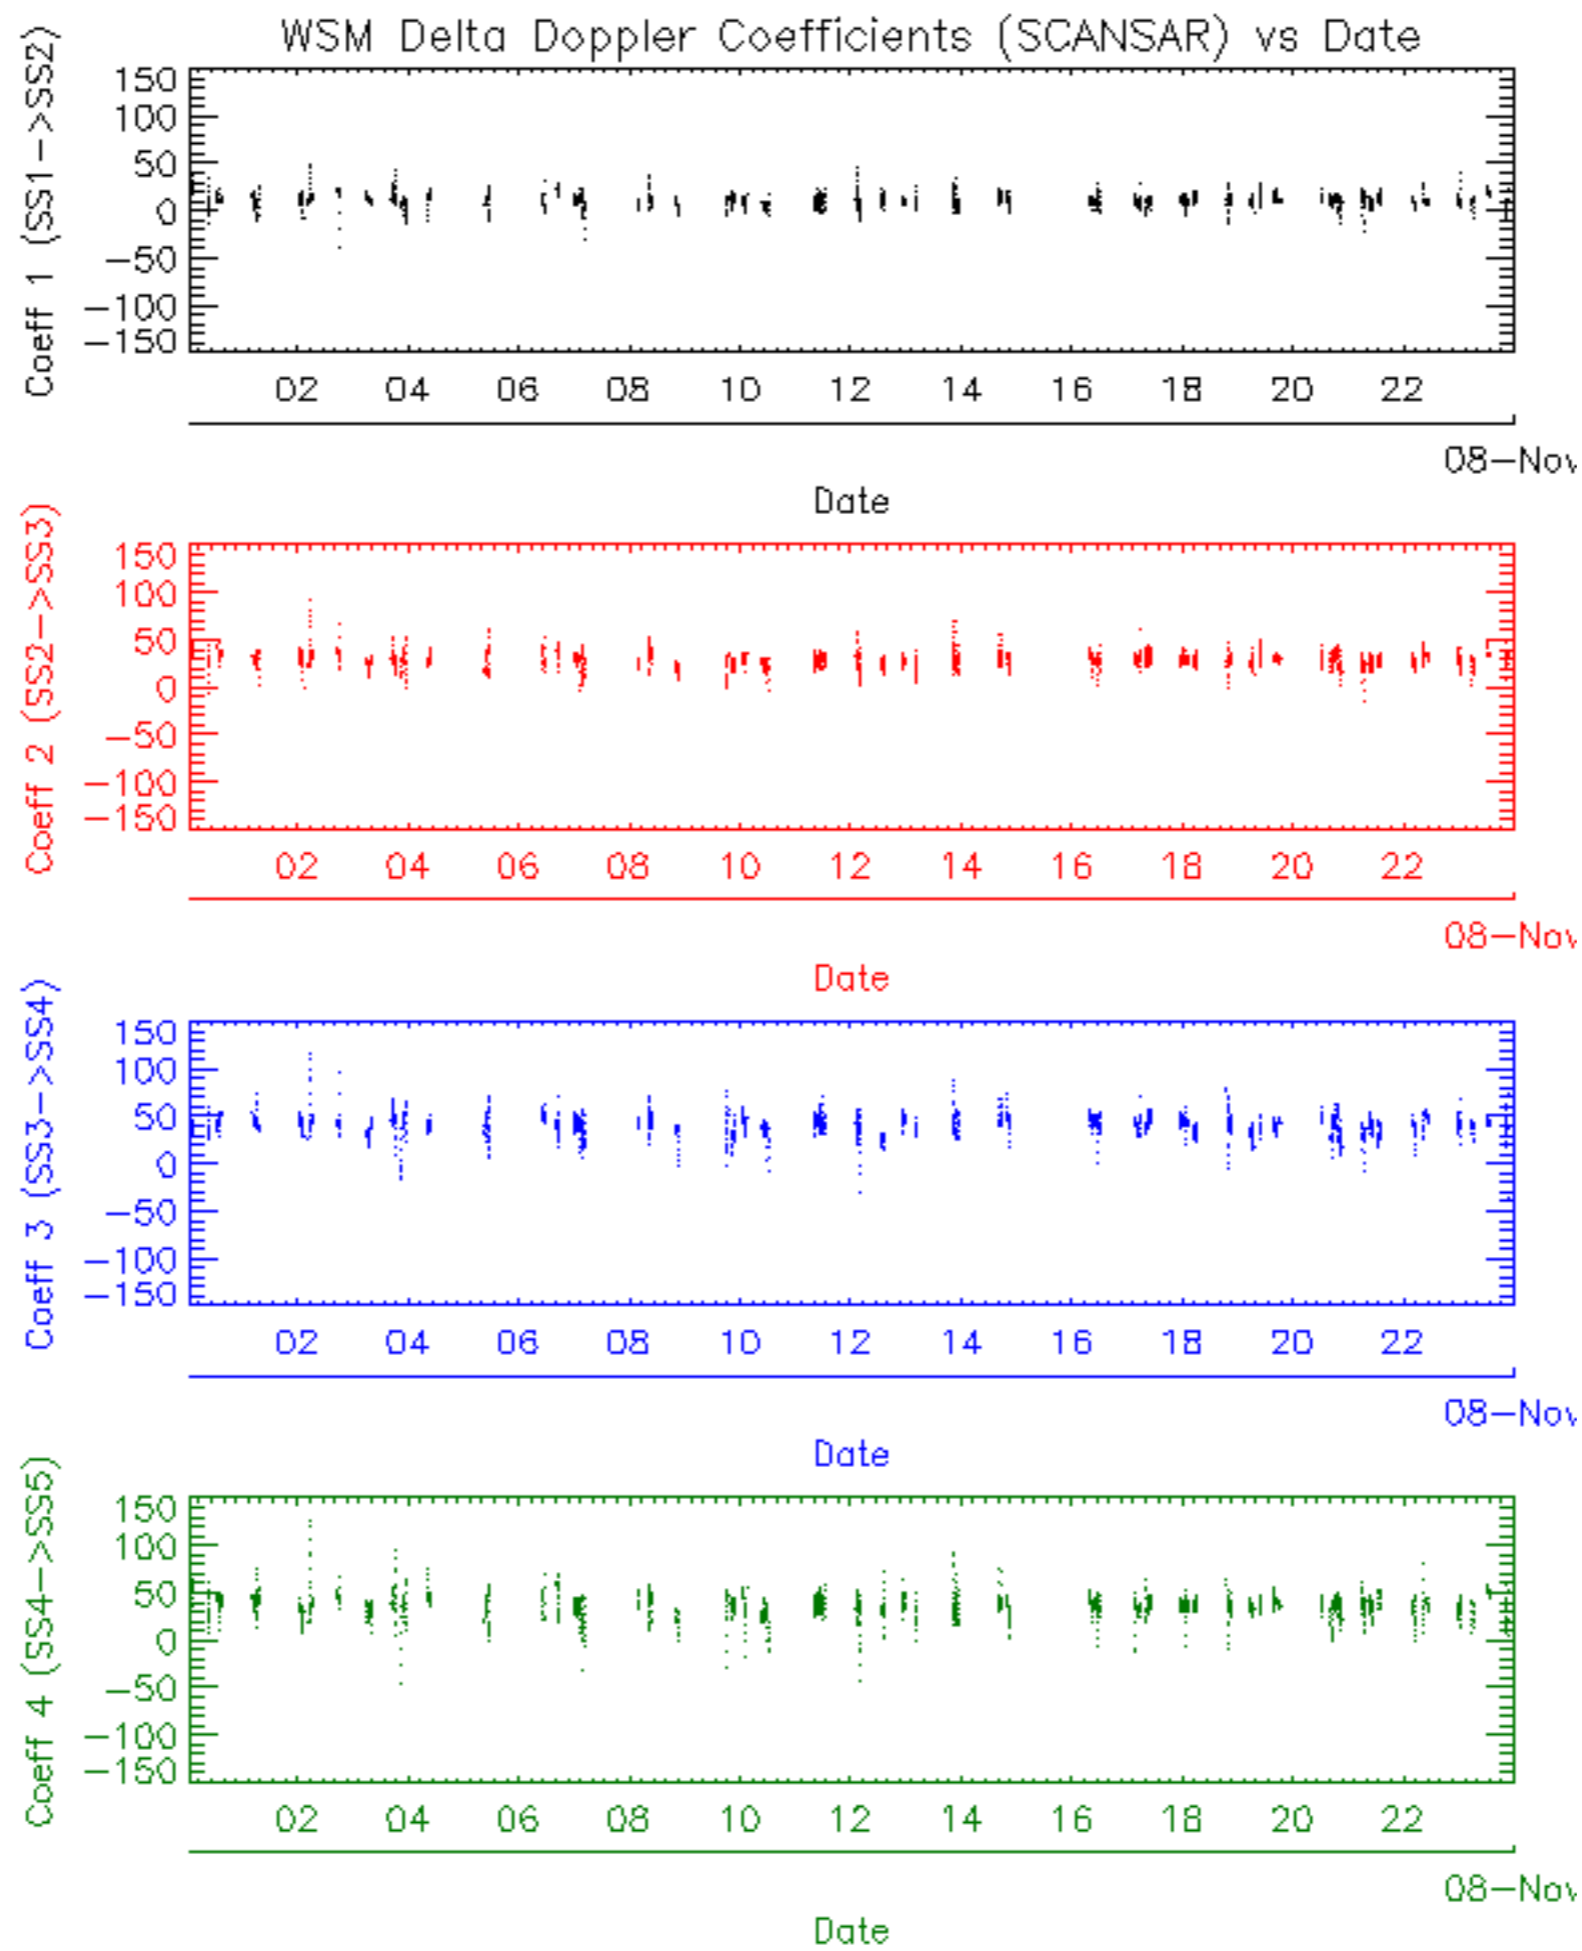 WSM Delta Doppler Coefficients (SCANSAR) vs Date
Coeff 1 (SS1->SS2)
150
100
50
0
-50
-100
-150
02 04 06 08 10 12 14 16 18 20 22
08-Nov
Date
Coeff 2 (SS2->SS3)
150
100
50
0
-50
-100
-150
02 04 06 08 10 12 14 16 18 20 22
08-Nov
Date
Coeff 3 (SS3->SS4)
150
100
50
0
-50
-100
-150
02 04 06 08 10 12 14 16 18 20 22
08-Nov
Date
Coeff 4 (SS4->SS5)
150
100
50
0
-50
-100
-150
02 04 06 08 10 12 14 16 18 20 22
08-Nov
Date